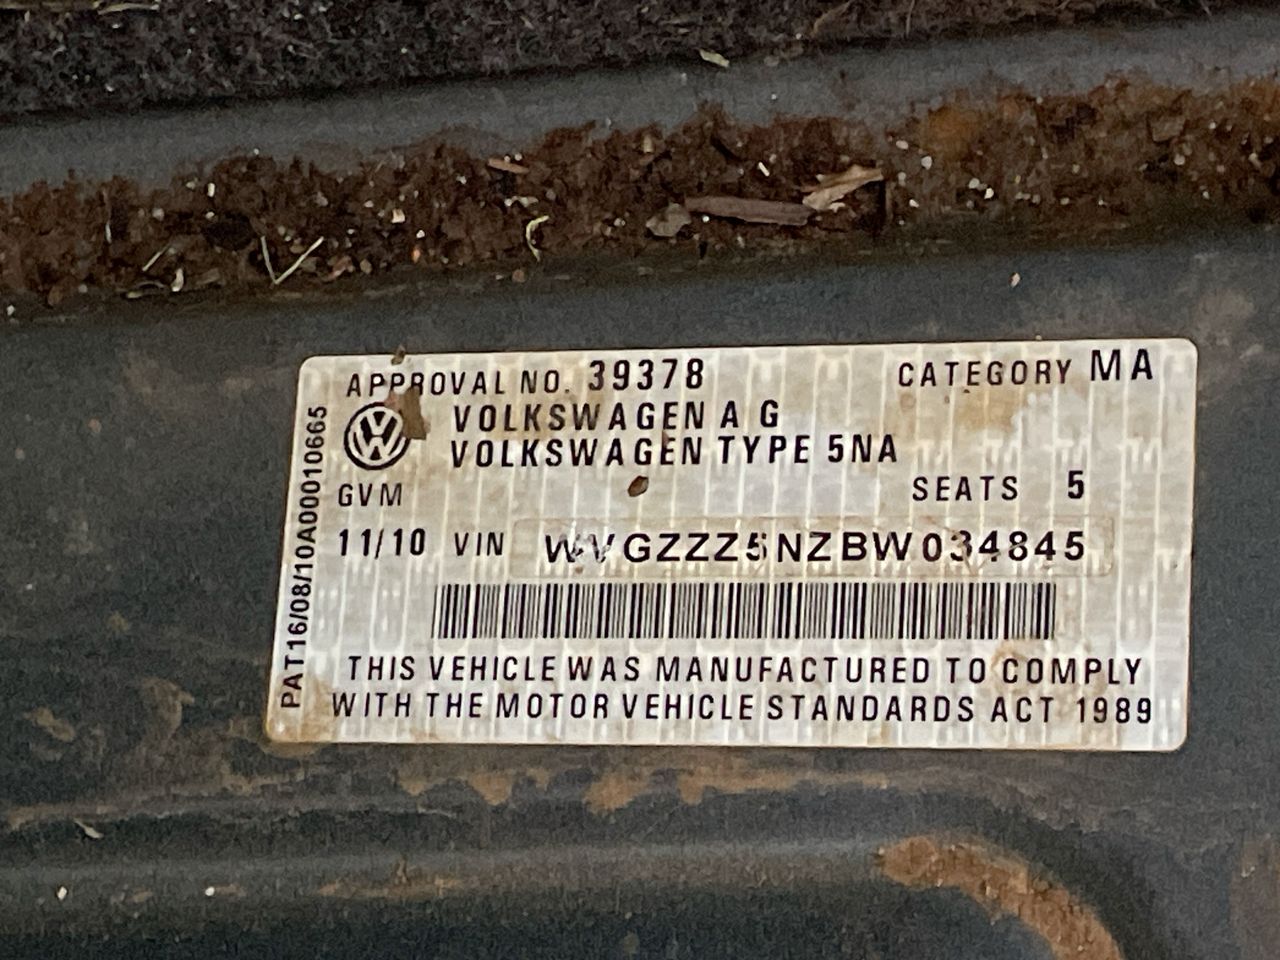 APPROVAL NO. 39378 CATEGORY MA
VOLKSWAGEN AG
VOLKSWAGEN TYPE 5NA
GVM SEATS 5
11/10 VIN WVGZZZ5NZBW034845
THIS VEHICLE WAS MANUFACTURED TO COMPLY
WITH THE MOTOR VEHICLE STANDARDS ACT 1989
PAT16/08/10A00010665